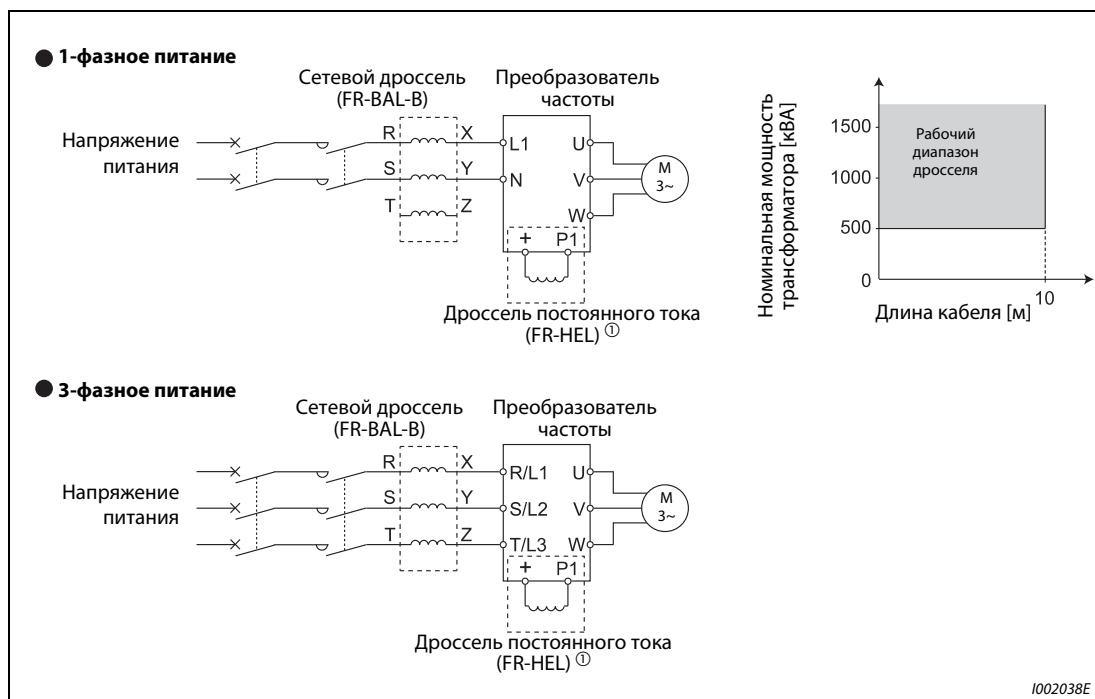 ● 1-фазное питание
Сетевой дроссель
(FR-BAL-B)
Преобразователь
частоты
Напряжение
питания
R X
S Y
T Z
L1
N
U
V
W
M
3~
+ P1
Дроссель постоянного тока
(FR-HEL) ①
Номинальная мощность
трансформатора [кВА]
1500
1000
500
0
Рабочий
диапазон
дросселя
10
Длина кабеля [м]
● 3-фазное питание
Сетевой дроссель
(FR-BAL-B)
Преобразователь
частоты
Напряжение
питания
R X
S Y
T Z
R/L1
S/L2
T/L3
U
V
W
M
3~
+ P1
Дроссель постоянного тока
(FR-HEL) ①
I002038E